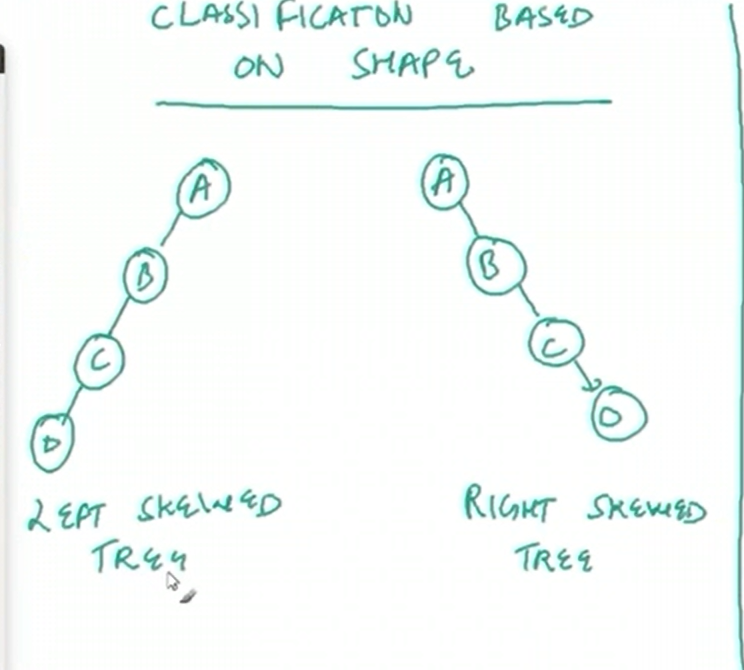 CLASSIFICATON BASED
ON SHAPE
A
B
C
D
LEFT SKEWED
TREE
A
B
C
D
RIGHT SKEWED
TREE